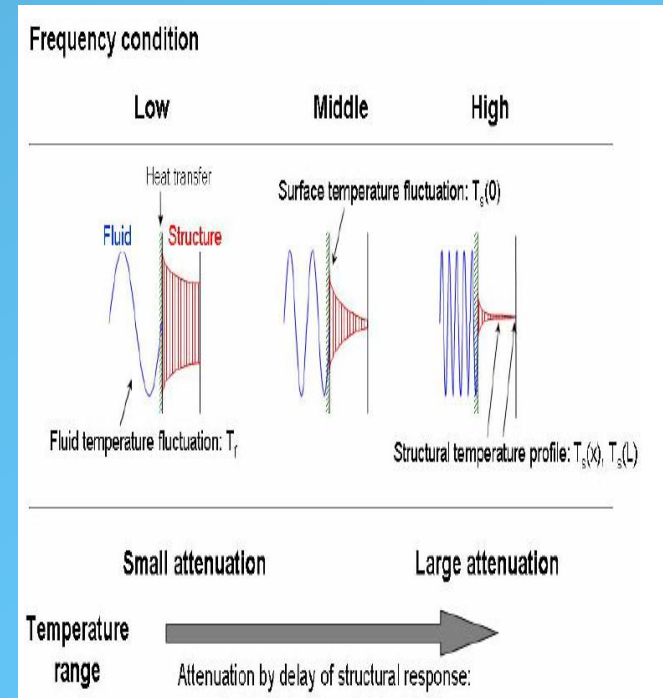 Frequency condition
Low Middle High
Heat transfer
Surface temperature fluctuation: Tₛ(0)
Fluid Structure
Fluid temperature fluctuation: Tᵣ
Structural temperature profile: Tₛ(x), Tₛ(L)
Small attenuation Large attenuation
Temperature
range
Attenuation by delay of structural response: